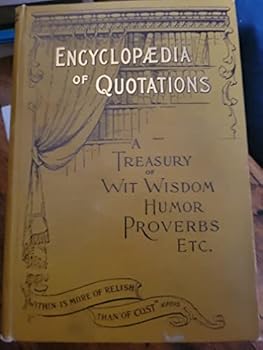 ENCYCLOPÆDIA
OF QUOTATIONS
A
TREASURY
OF
WIT WISDOM
HUMOR
PROVERBS
ETC.
WITHIN IS MORE OF RELISH
THAN OF COST"